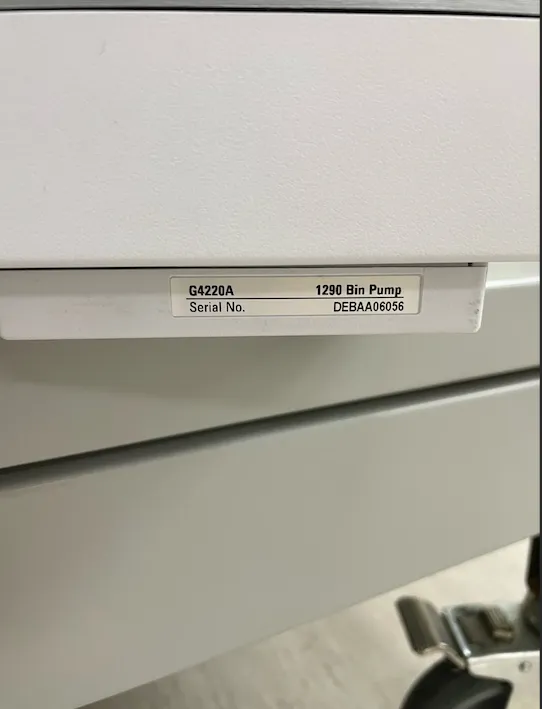 G4220A 1290 Bin Pump
Serial No. DEBAA06056